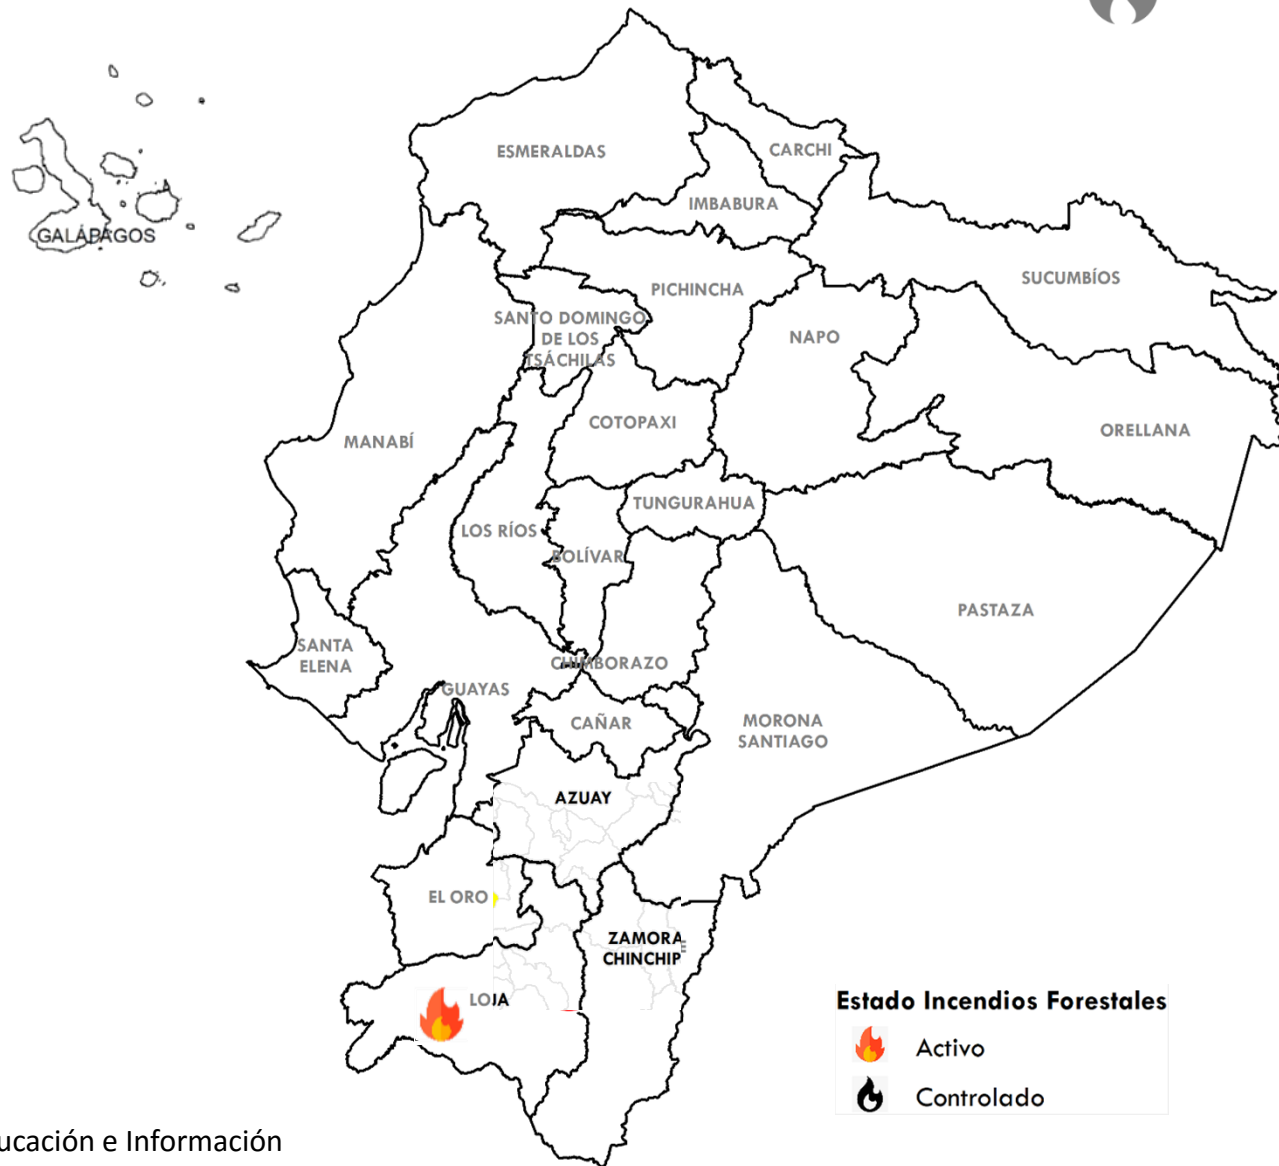 ESMERALDAS
CARCHI
IMBABURA
GALÁPAGOS
SUCUMBÍOS
PICHINCHA
SANTO DOMINGO
DE LOS
TSÁCHILAS
NAPO
COTOPAXI
ORELLANA
MANABÍ
TUNGURAHUA
LOS RÍOS
BOLÍVAR
PASTAZA
SANTA
ELENA
CHIMBORAZO
GUAYAS
CAÑAR
MORONA
SANTIAGO
AZUAY
EL ORO
ZAMORA
CHINCHIPE
LOJA
Estado Incendios Forestales
Activo
Controlado
ucación e Información